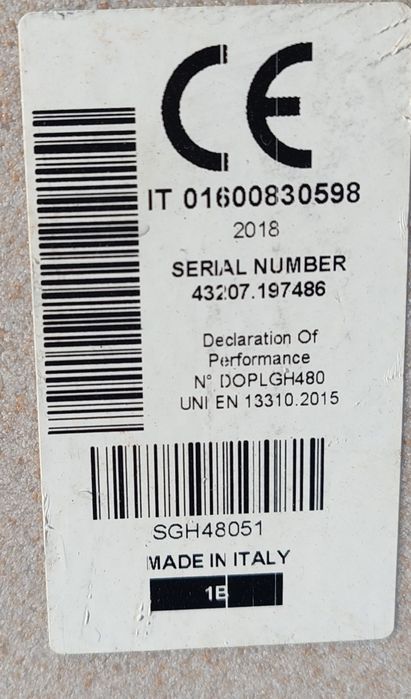 CE
IT 01600830598
2018
SERIAL NUMBER
43207.197486
Declaration Of
Performance
N° DOPLGH480
UNI EN 13310.2015
SGH48051
MADE IN ITALY
1B